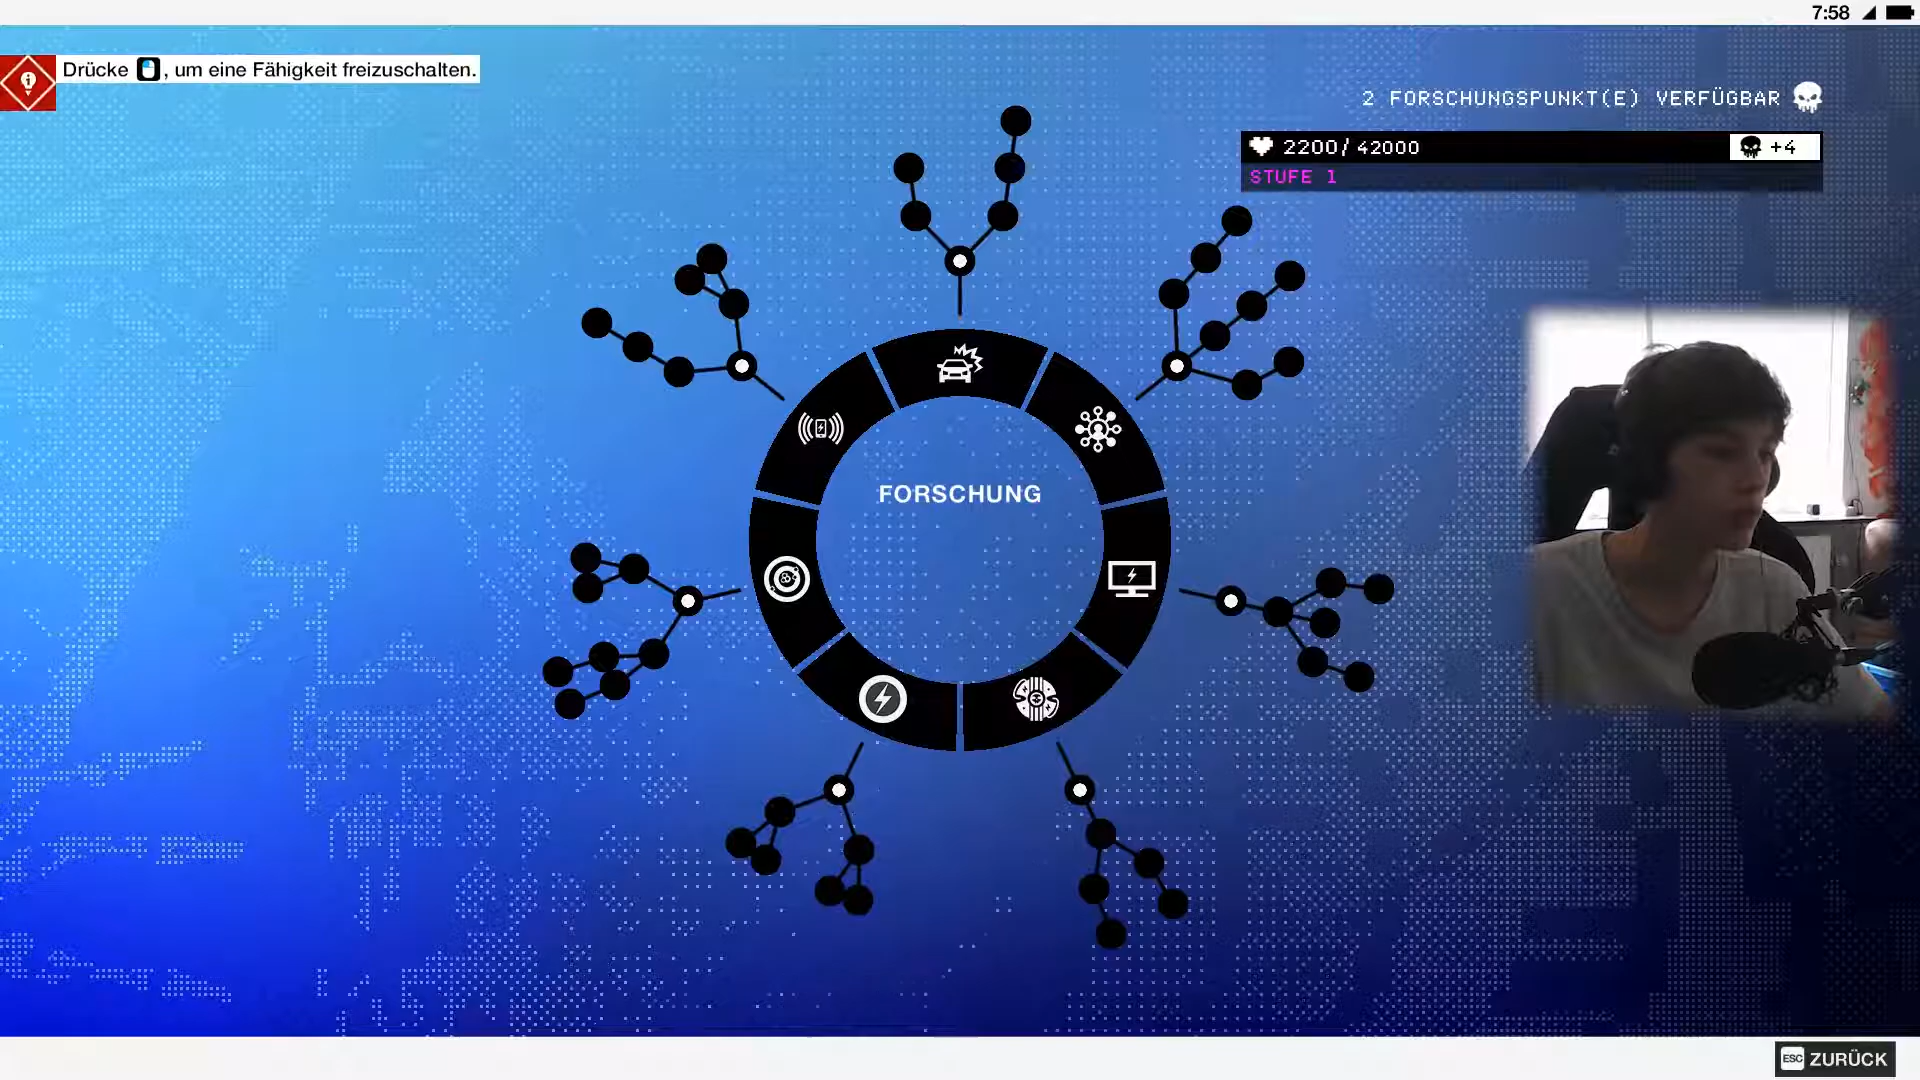 7:58
Drücke , um eine Fähigkeit freizuschalten.
2 FORSCHUNGSPUNKT(E) VERFÜGBAR
2200/ 42000
+4
STUFE 1
FORSCHUNG
ESC ZURÜCK